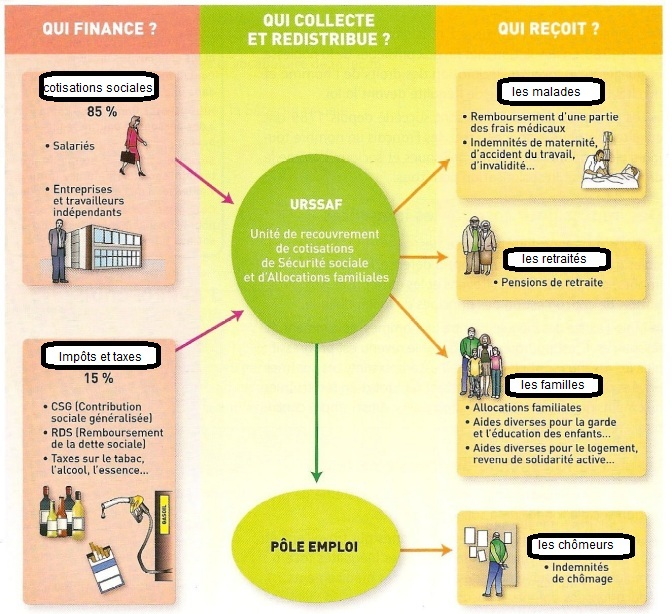 QUI FINANCE ?
QUI COLLECTE
ET REDISTRIBUE ?
QUI REÇOIT ?
cotisations sociales
85 %
• Salariés
• Entreprises
et travailleurs
indépendants
Impôts et taxes
15 %
• CSG (Contribution
sociale généralisée)
• RDS (Remboursement
de la dette sociale)
• Taxes sur le tabac,
l'alcool, l'essence...
GASOIL
URSSAF
Unité de recouvrement
de cotisations
de Sécurité sociale
et d'Allocations familiales
PÔLE EMPLOI
les malades
• Remboursement d'une partie
des frais médicaux
• Indemnités de maternité,
d'accident du travail,
d'invalidité...
les retraités
• Pensions de retraite
les familles
• Allocations familiales
• Aides diverses pour la garde
et l'éducation des enfants...
• Aides diverses pour le logement,
revenu de solidarité active...
les chômeurs
• Indemnités
de chômage